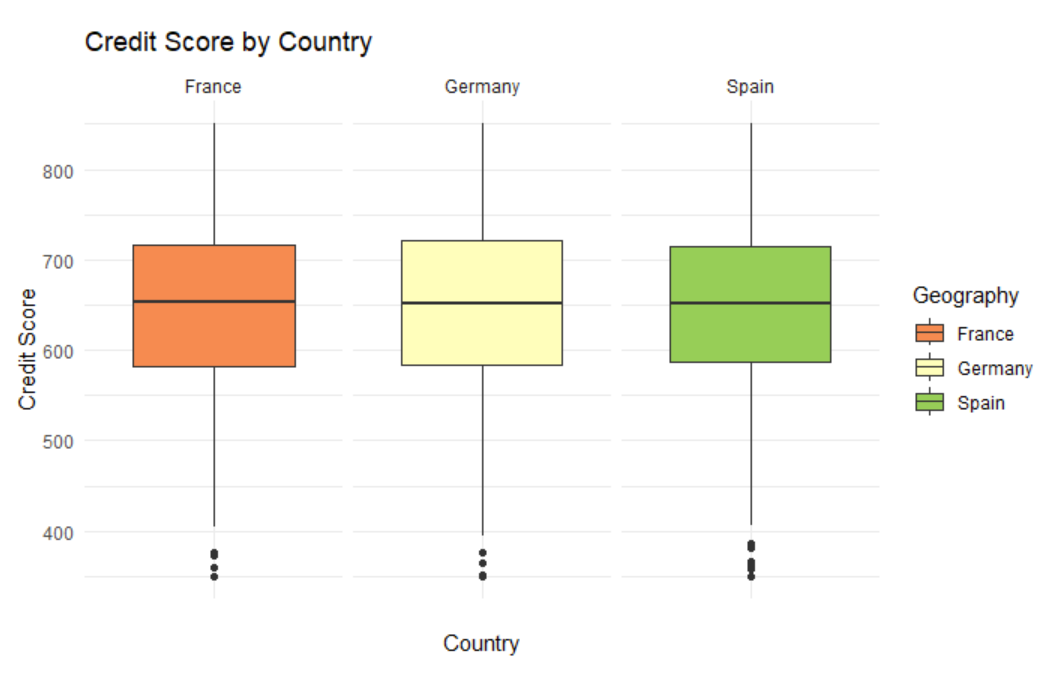 Credit Score by Country
France Germany Spain
800
700
600
500
400
Credit Score
Country
Geography
France
Germany
Spain